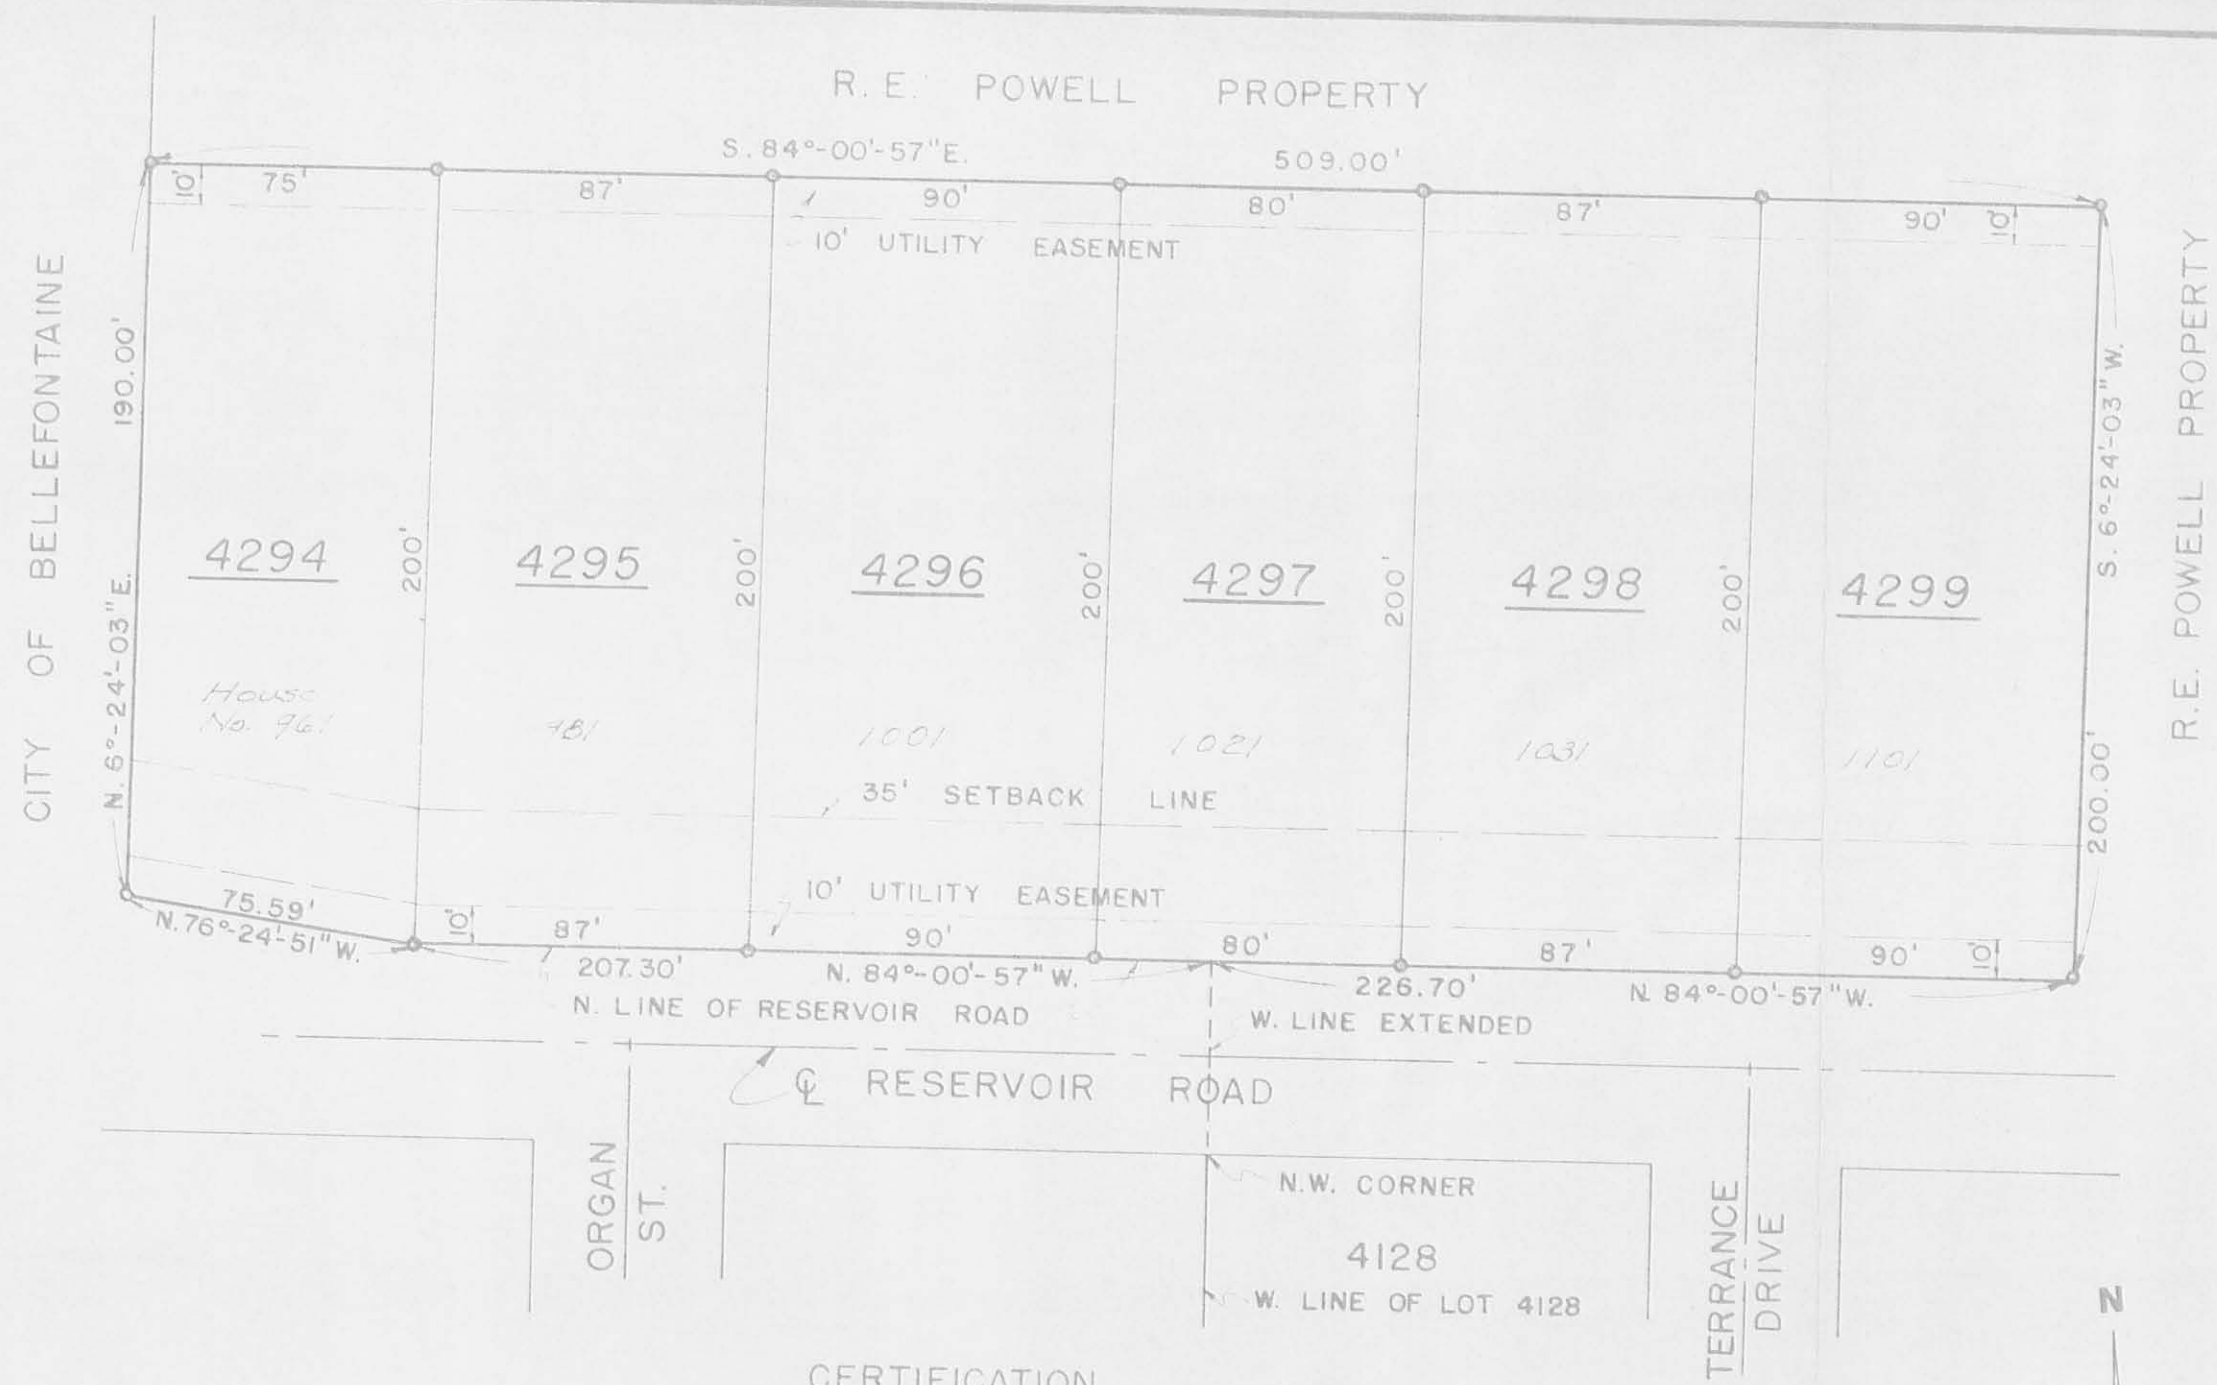 R. E. POWELL PROPERTY
S. 84°-00'-57"E. 509.00'
10' 75' 87' 90' 80' 87' 90' 10'
10' UTILITY EASEMENT
CITY OF BELLEFONTAINE
N. 6°-24'-03"E. 190.00'
S. 6°-24'-03"W. 200.00'
R.E. POWELL PROPERTY
4294 200' 4295 200' 4296 200' 4297 200' 4298 200' 4299
House
No. 961 981 1001 1021 1031 1101
35' SETBACK LINE
10' UTILITY EASEMENT
75.59' 10' 87' 90' 80' 87' 90' 10'
N. 76°-24'-51"W. 207.30' N. 84°-00'-57"W. 226.70' N. 84°-00'-57"W.
N. LINE OF RESERVOIR ROAD W. LINE EXTENDED
℄ RESERVOIR ROAD
ORGAN
ST.
N.W. CORNER
4128
W. LINE OF LOT 4128
TERRANCE
DRIVE
N
CERTIFICATION